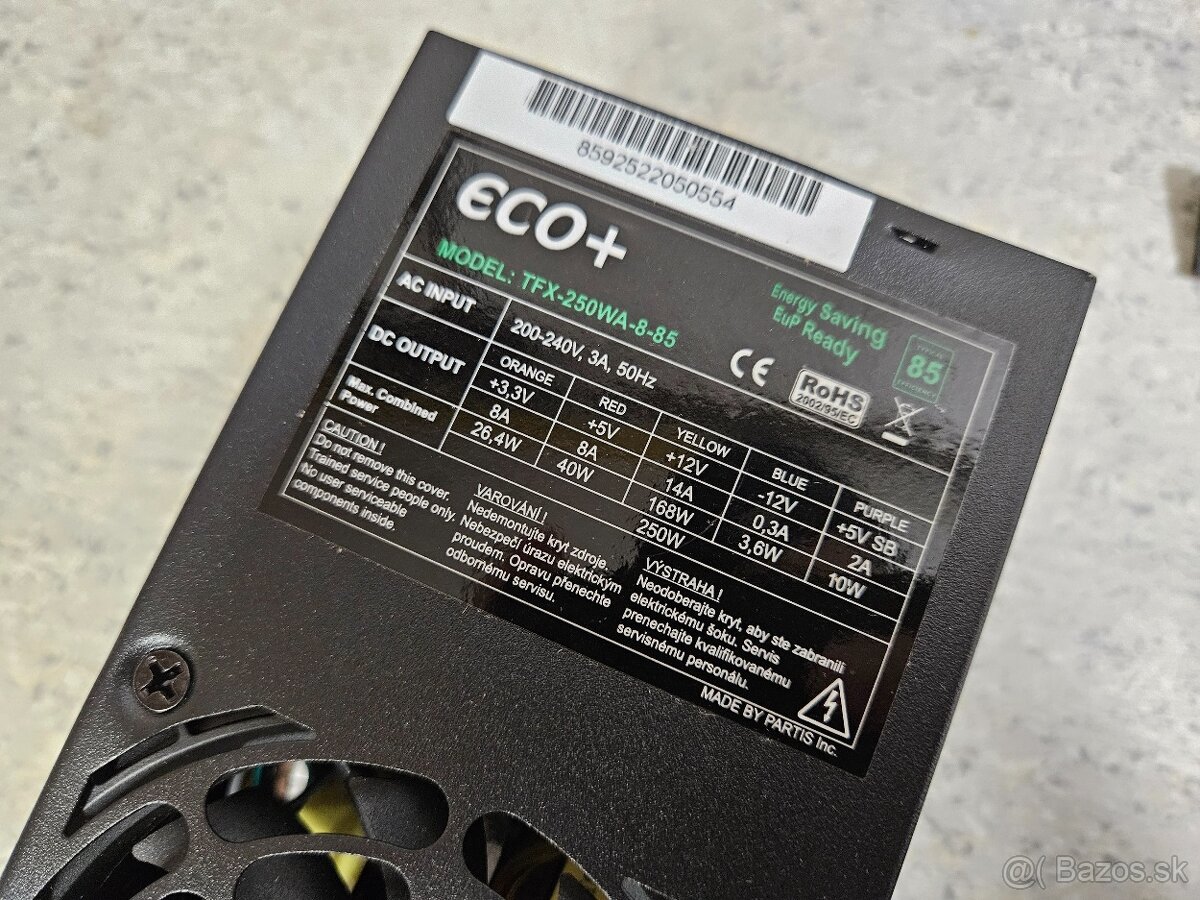 8592522050554
eco+
MODEL: TFX-250WA-8-85
Energy Saving
EuP Ready
85
EFFICIENCY
CE
RoHS
2002/95/EC
AC INPUT 200-240V, 3A, 50Hz
DC OUTPUT ORANGE RED YELLOW BLUE PURPLE
+3,3V +5V +12V -12V +5V SB
8A 8A 14A 0,3A 2A
Max. Combined
Power
26,4W 40W 168W 3,6W 10W
250W
CAUTION !
Do not remove this cover.
Trained service people only.
No user serviceable
components inside.
VAROVÁNÍ !
Nedemontujte kryt zdroje.
Nebezpečí úrazu elektrickým
proudem. Opravu přenechte
odbornému servisu.
VÝSTRAHA !
Neodoberajte kryt, aby ste zabranili
elektrickému šoku. Servis
prenechajte kvalifikovanému
servisnému personálu.
MADE BY PARTIS Inc.
@( Bazos.sk